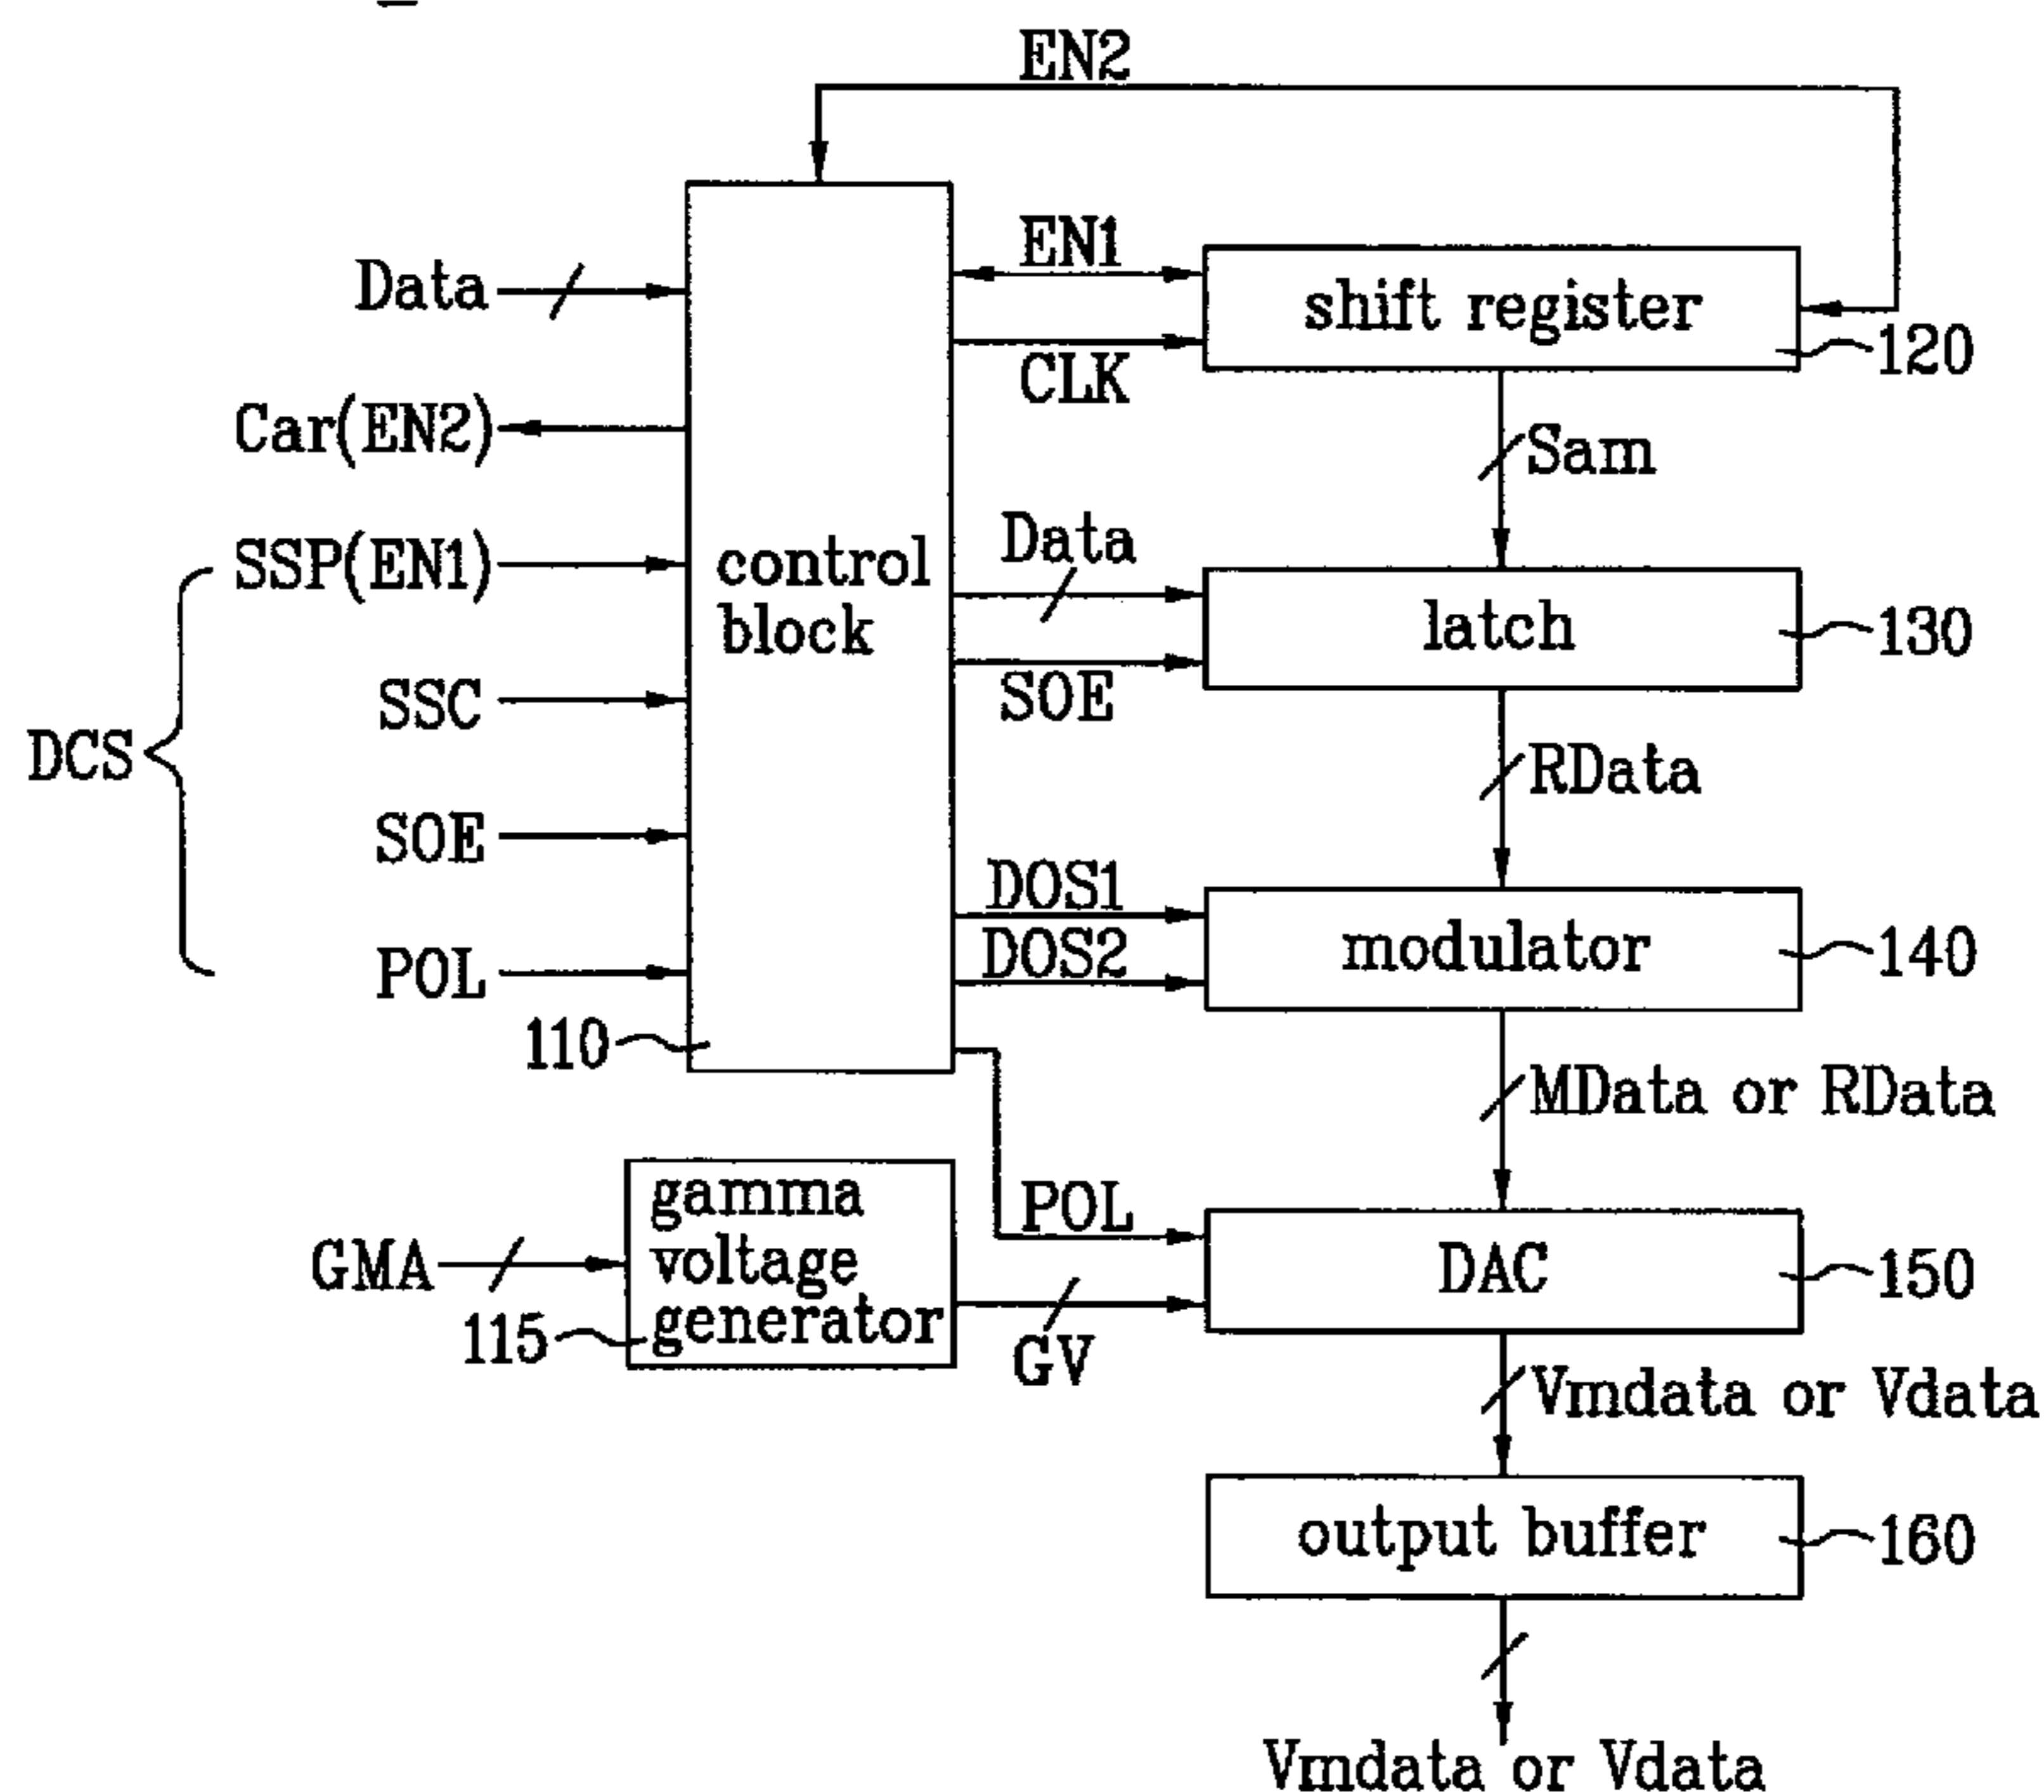 EN2
Data
EN1
shift register
CLK
120
Car(EN2)
Sam
SSP(EN1)
control
block
Data
latch
130
SOE
SSC
DCS
RData
SOE
DOS1
DOS2
modulator
140
POL
110
MData or RData
gamma
voltage
generator
GMA
115
POL
DAC
150
GV
Vmdata or Vdata
output buffer
160
Vmdata or Vdata